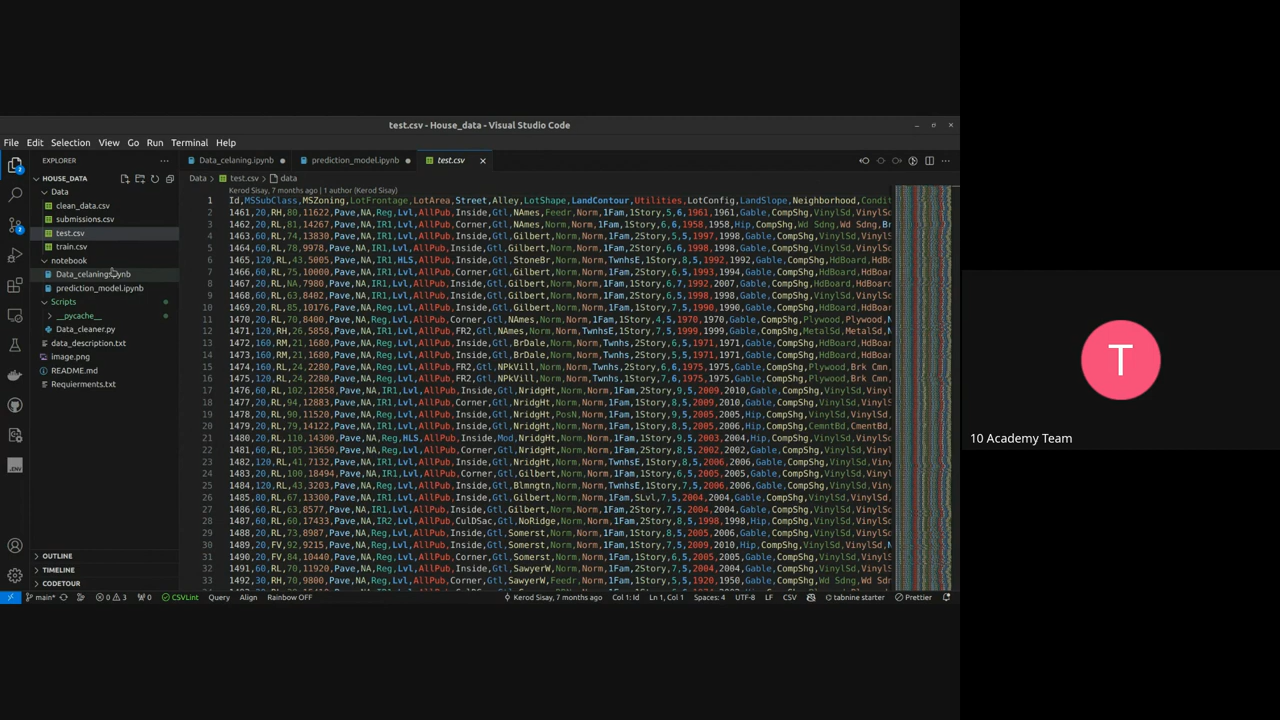 test.csv - House_data - Visual Studio Code
File Edit Selection View Go Run Terminal Help
EXPLORER
HOUSE_DATA
Data
clean_data.csv
submissions.csv
test.csv
train.csv
notebook
Data_celaning.ipynb
prediction_model.ipynb
Scripts
__pycache__
Data_cleaner.py
data_description.txt
image.png
README.md
Requierments.txt
OUTLINE
TIMELINE
CODETOUR
Data_celaning.ipynb prediction_model.ipynb test.csv
Data > test.csv > data
Kerod Sisay, 7 months ago | 1 author (Kerod Sisay)
1 Id,MSSubClass,MSZoning,LotFrontage,LotArea,Street,Alley,LotShape,LandContour,Utilities,LotConfig,LandSlope,Neighborhood,Condit
2 1461,20,RH,80,11622,Pave,NA,Reg,Lvl,AllPub,Inside,Gtl,NAmes,Feedr,Norm,1Fam,1Story,5,6,1961,1961,Gable,CompShg,VinylSd,VinylS
3 1462,20,RL,81,14267,Pave,NA,IR1,Lvl,AllPub,Corner,Gtl,NAmes,Norm,Norm,1Fam,1Story,6,6,1958,1958,Hip,CompShg,Wd Sdng,
4 1463,60,RL,74,13830,Pave,NA,IR1,Lvl,AllPub,Inside,Gtl,Gilbert,Norm,Norm,1Fam,2Story,5,5,1997,1998,Gable,CompShg,VinylSd,
5 1464,60,RL,78,9978,Pave,NA,IR1,Lvl,AllPub,Inside,Gtl,Gilbert,Norm,Norm,1Fam,2Story,6,6,1998,1998,Gable,CompShg,VinylSd,
6 1465,120,RL,43,5005,Pave,NA,IR1,HLS,AllPub,Inside,Gtl,StoneBr,Norm,Norm,TwnhsE,1Story,8,5,1992,1992,Gable,CompShg,HdBoard,
7 1466,60,RL,75,10000,Pave,NA,IR1,Lvl,AllPub,Corner,Gtl,Gilbert,Norm,Norm,1Fam,2Story,6,5,1993,1994,Gable,CompShg,HdBoard,
8 1467,20,RL,NA,7980,Pave,NA,IR1,Lvl,AllPub,Inside,Gtl,Gilbert,Norm,Norm,1Fam,1Story,6,7,1992,2007,Gable,CompShg,HdBoard,
9 1468,60,RL,63,8402,Pave,NA,IR1,Lvl,AllPub,Inside,Gtl,Gilbert,Norm,Norm,1Fam,2Story,6,5,1998,1998,Gable,CompShg,VinylSd,
10 1469,20,RL,85,10176,Pave,NA,Reg,Lvl,AllPub,Inside,Gtl,Gilbert,Norm,Norm,1Fam,1Story,7,5,1990,1990,Gable,CompShg,HdBoard,
11 1470,20,RL,70,8400,Pave,NA,Reg,Lvl,AllPub,Corner,Gtl,NAmes,Norm,Norm,1Fam,1Story,4,5,1970,1970,Gable,CompShg,Plywood,
12 1471,120,RH,26,5858,Pave,NA,IR1,Lvl,AllPub,FR2,Gtl,NAmes,Norm,Norm,TwnhsE,1Story,7,5,1999,1999,Gable,CompShg,MetalSd,
13 1472,160,RM,21,1680,Pave,NA,Reg,Lvl,AllPub,Inside,Gtl,BrDale,Norm,Norm,Twnhs,2Story,6,5,1971,1971,Gable,CompShg,HdBoard,
14 1473,160,RM,21,1680,Pave,NA,Reg,Lvl,AllPub,Inside,Gtl,BrDale,Norm,Norm,Twnhs,2Story,5,5,1971,1971,Gable,CompShg,HdBoard,
15 1474,160,RL,24,2280,Pave,NA,Reg,Lvl,AllPub,FR2,Gtl,NPkVill,Norm,Norm,Twnhs,2Story,6,6,1975,1975,Gable,CompShg,Plywood,Brk Cmn,
16 1475,120,RL,24,2280,Pave,NA,Reg,Lvl,AllPub,FR2,Gtl,NPkVill,Norm,Norm,Twnhs,1Story,7,6,1975,1975,Gable,CompShg,Plywood,Brk Cmn,
17 1476,60,RL,102,12858,Pave,NA,IR1,Lvl,AllPub,Inside,Gtl,NridgHt,Norm,Norm,1Fam,2Story,9,5,2009,2010,Gable,CompShg,VinylSd,
18 1477,20,RL,94,12883,Pave,NA,IR1,Lvl,AllPub,Corner,Gtl,NridgHt,Norm,Norm,1Fam,1Story,8,5,2009,2010,Gable,CompShg,VinylSd,
19 1478,20,RL,90,11520,Pave,NA,Reg,Lvl,AllPub,Inside,Gtl,NridgHt,PosN,Norm,1Fam,1Story,9,5,2005,2005,Hip,CompShg,VinylSd,
20 1479,20,RL,79,14122,Pave,NA,IR1,Lvl,AllPub,Inside,Gtl,NridgHt,Norm,Norm,1Fam,1Story,8,5,2005,2006,Gable,CompShg,CemntBd,CmentBd,
21 1480,20,RL,110,14300,Pave,NA,Reg,HLS,AllPub,Inside,Mod,NridgHt,Norm,Norm,1Fam,1Story,9,5,2003,2004,Hip,CompShg,VinylSd,
22 1481,60,RL,105,13650,Pave,NA,Reg,Lvl,AllPub,Corner,Gtl,NridgHt,Norm,Norm,1Fam,2Story,8,5,2002,2002,Gable,CompShg,VinylSd,
23 1482,120,RL,41,7132,Pave,NA,IR1,Lvl,AllPub,Inside,Gtl,NridgHt,Norm,Norm,TwnhsE,1Story,8,5,2006,2006,Gable,CompShg,VinylSd,
24 1483,20,RL,100,18494,Pave,NA,IR1,Lvl,AllPub,Inside,Gtl,Gilbert,Norm,Norm,1Fam,1Story,6,5,2005,2005,Gable,CompShg,VinylSd,
25 1484,120,RL,43,3203,Pave,NA,Reg,Lvl,AllPub,Inside,Gtl,Blmngtn,Norm,Norm,TwnhsE,1Story,7,5,2006,2006,Gable,CompShg,VinylSd,
26 1485,80,RL,67,13300,Pave,NA,IR1,Lvl,AllPub,Inside,Gtl,Gilbert,Norm,Norm,1Fam,SLvl,7,5,2004,2004,Gable,CompShg,VinylSd,
27 1486,60,RL,63,8577,Pave,NA,IR1,Lvl,AllPub,Inside,Gtl,Gilbert,Norm,Norm,1Fam,2Story,7,5,2004,2005,Gable,CompShg,VinylSd,
28 1487,60,RL,60,17433,Pave,NA,IR2,Lvl,AllPub,CulDSac,Gtl,NoRidge,Norm,Norm,1Fam,2Story,8,5,1998,1998,Gable,CompShg,VinylSd,
29 1488,20,RL,73,8987,Pave,NA,Reg,Lvl,AllPub,Inside,Gtl,Somerst,Norm,Norm,1Fam,1Story,8,5,2005,2006,Gable,CompShg,VinylSd,
30 1489,20,FV,92,9215,Pave,NA,Reg,Lvl,AllPub,Inside,Gtl,Somerst,Norm,Norm,1Fam,1Story,7,5,2009,2010,Hip,CompShg,VinylSd,
31 1490,20,FV,84,10440,Pave,NA,Reg,Lvl,AllPub,Corner,Gtl,Somerst,Norm,Norm,1Fam,1Story,6,5,2005,2005,Gable,CompShg,VinylSd,
32 1491,60,RL,70,11920,Pave,NA,Reg,Lvl,AllPub,Inside,Gtl,SawyerW,Norm,Norm,1Fam,2Story,7,5,2004,2004,Gable,CompShg,VinylSd,
33 1492,30,RH,70,9800,Pave,NA,Reg,Lvl,AllPub,Corner,Gtl,SawyerW,Feedr,Norm,1Fam,1Story,5,5,1920,1950,Gable,CompShg,Wd Sdng,
main* 0 3 0 CSVLint Query Align Rainbow OFF Kerod Sisay, 7 months ago Col 1: Id Ln 1, Col 1 Spaces: 4 UTF-8 LF CSV tabnine starter Prettier
T
10 Academy Team